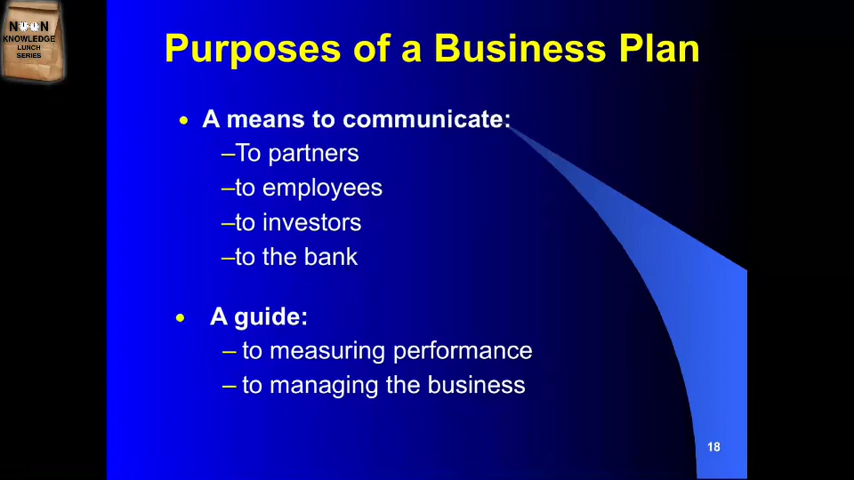 NOON
KNOWLEDGE
LUNCH
SERIES
Purposes of a Business Plan
• A means to communicate:
–To partners
–to employees
–to investors
–to the bank
• A guide:
– to measuring performance
– to managing the business
18